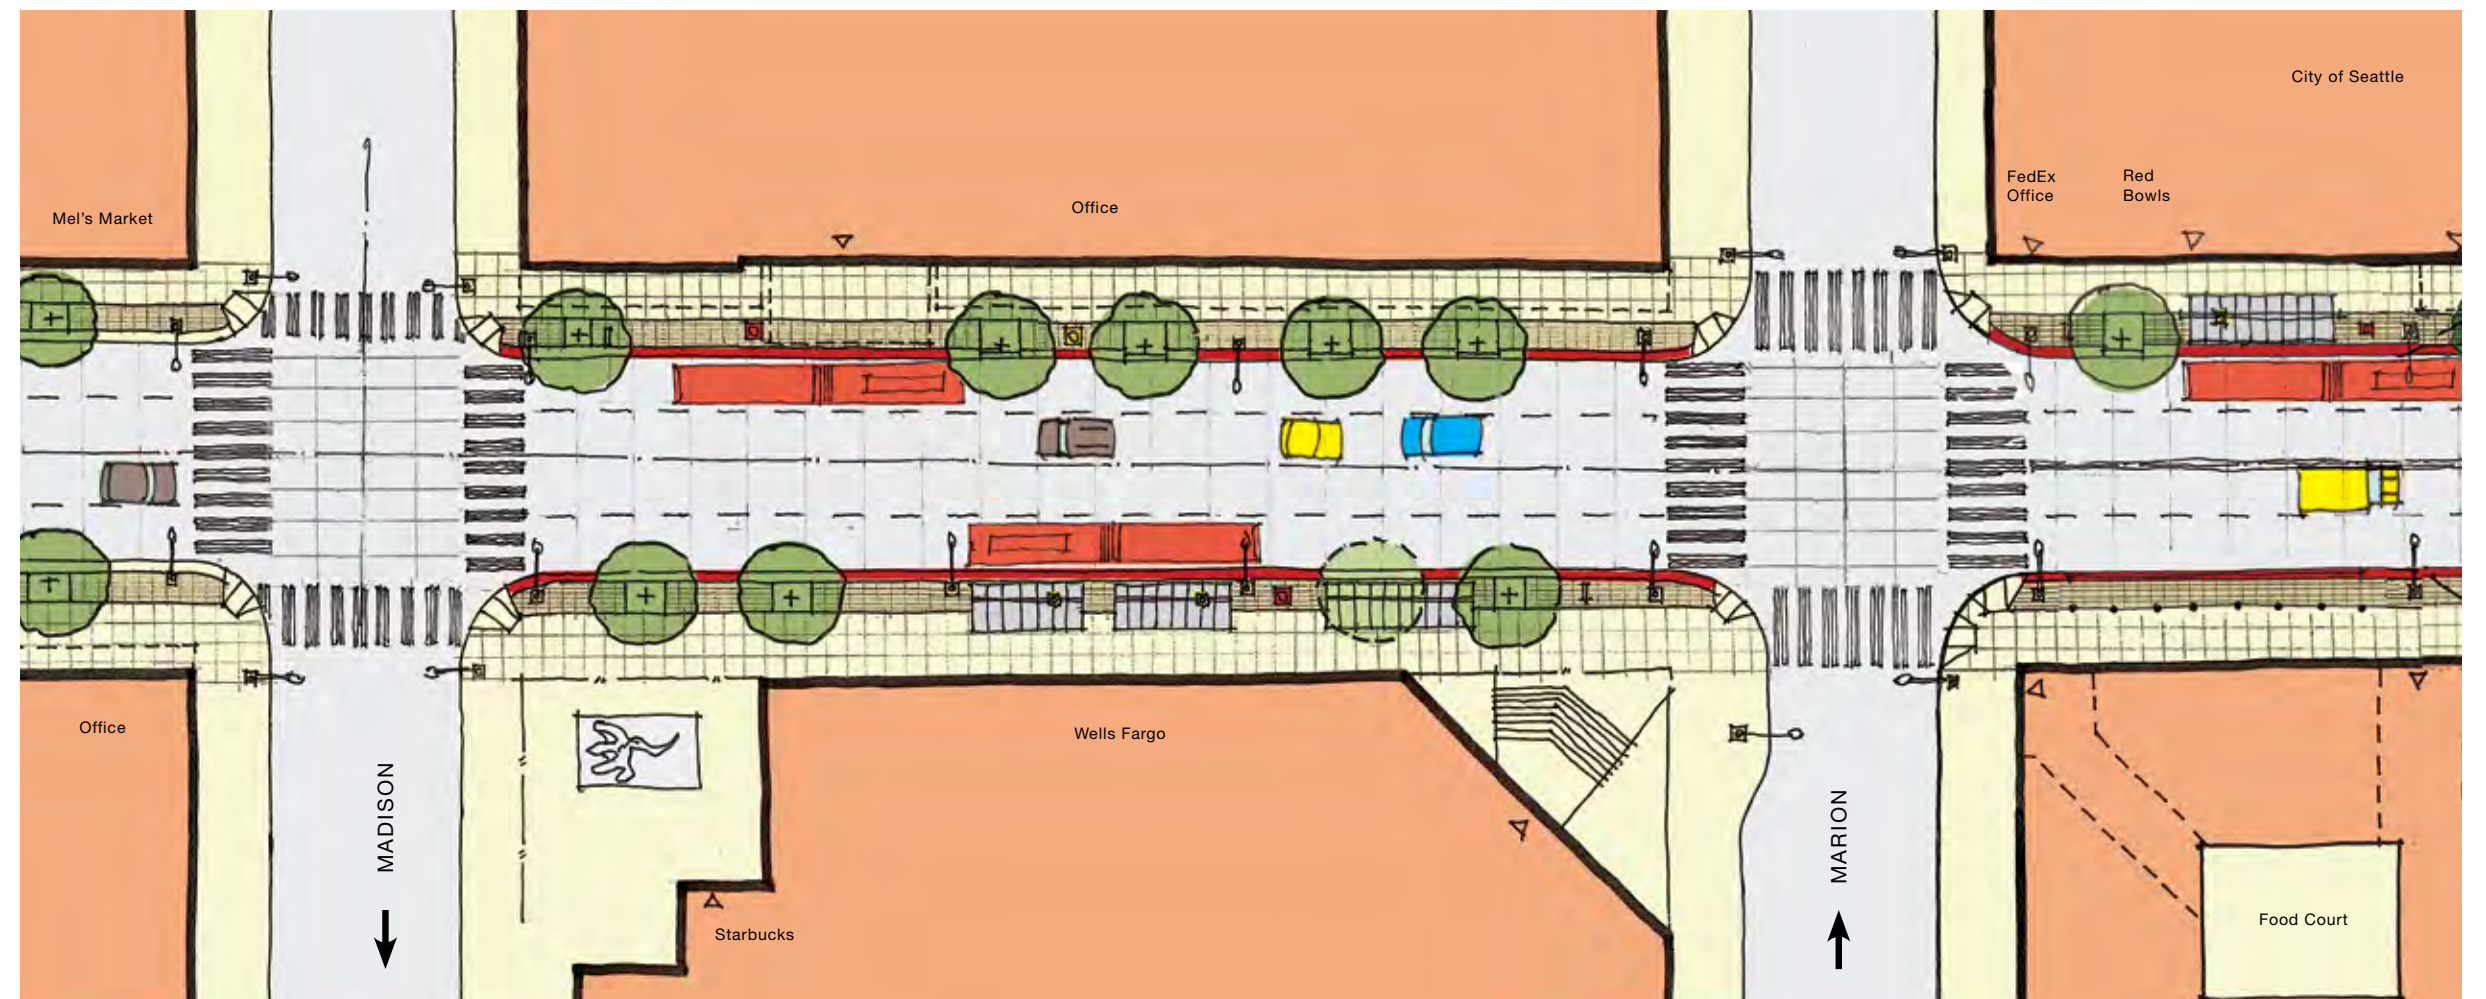 City of Seattle
FedEx
Office
Red
Bowls
Mel's Market
Office
Office
Wells Fargo
MADISON
MARION
Starbucks
Food Court